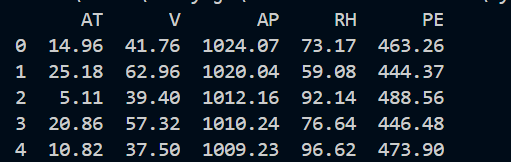 AT V AP RH PE
0 14.96 41.76 1024.07 73.17 463.26
1 25.18 62.96 1020.04 59.08 444.37
2 5.11 39.40 1012.16 92.14 488.56
3 20.86 57.32 1010.24 76.64 446.48
4 10.82 37.50 1009.23 96.62 473.90